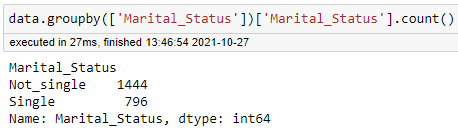 data.groupby(['Marital_Status'])['Marital_Status'].count()
executed in 27ms, finished 13:46:54 2021-10-27
Marital_Status
Not_single    1444
Single         796
Name: Marital_Status, dtype: int64